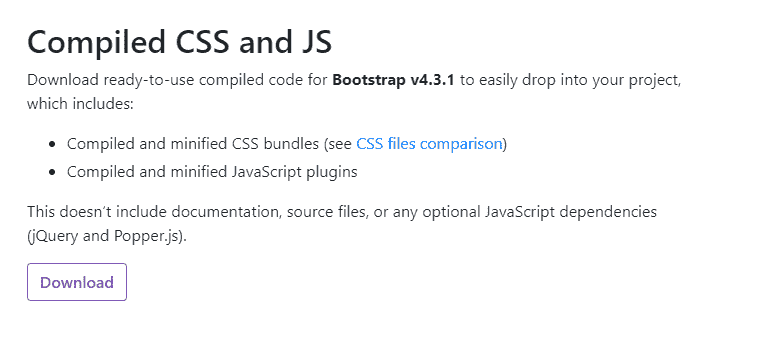 Compiled CSS and JS
Download ready-to-use compiled code for Bootstrap v4.3.1 to easily drop into your project,
which includes:
• Compiled and minified CSS bundles (see CSS files comparison)
• Compiled and minified JavaScript plugins
This doesn’t include documentation, source files, or any optional JavaScript dependencies
(jQuery and Popper.js).
Download